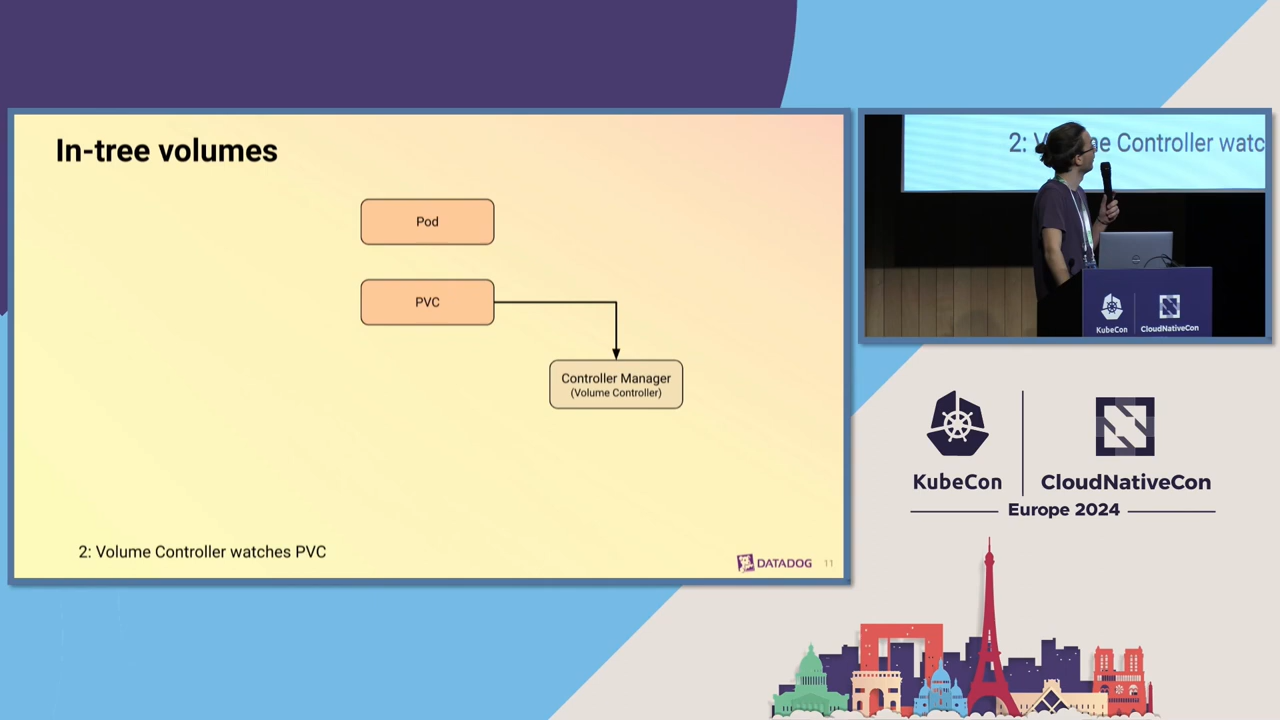 In-tree volumes
Pod
PVC
Controller Manager
(Volume Controller)
2: Volume Controller watches PVC
DATADOG
11
2: V
e Controller watc
KubeCon
CloudNativeCon
KubeCon
CloudNativeCon
Europe 2024